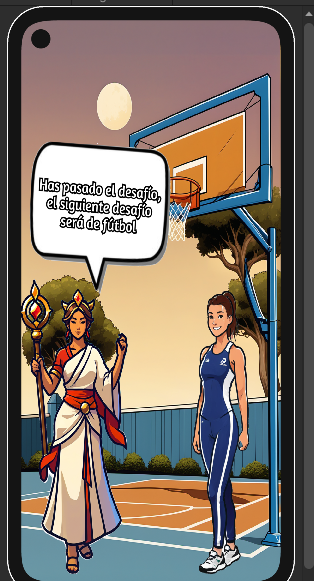 Has pasado el desafío,
el siguiente desafío
será de fútbol